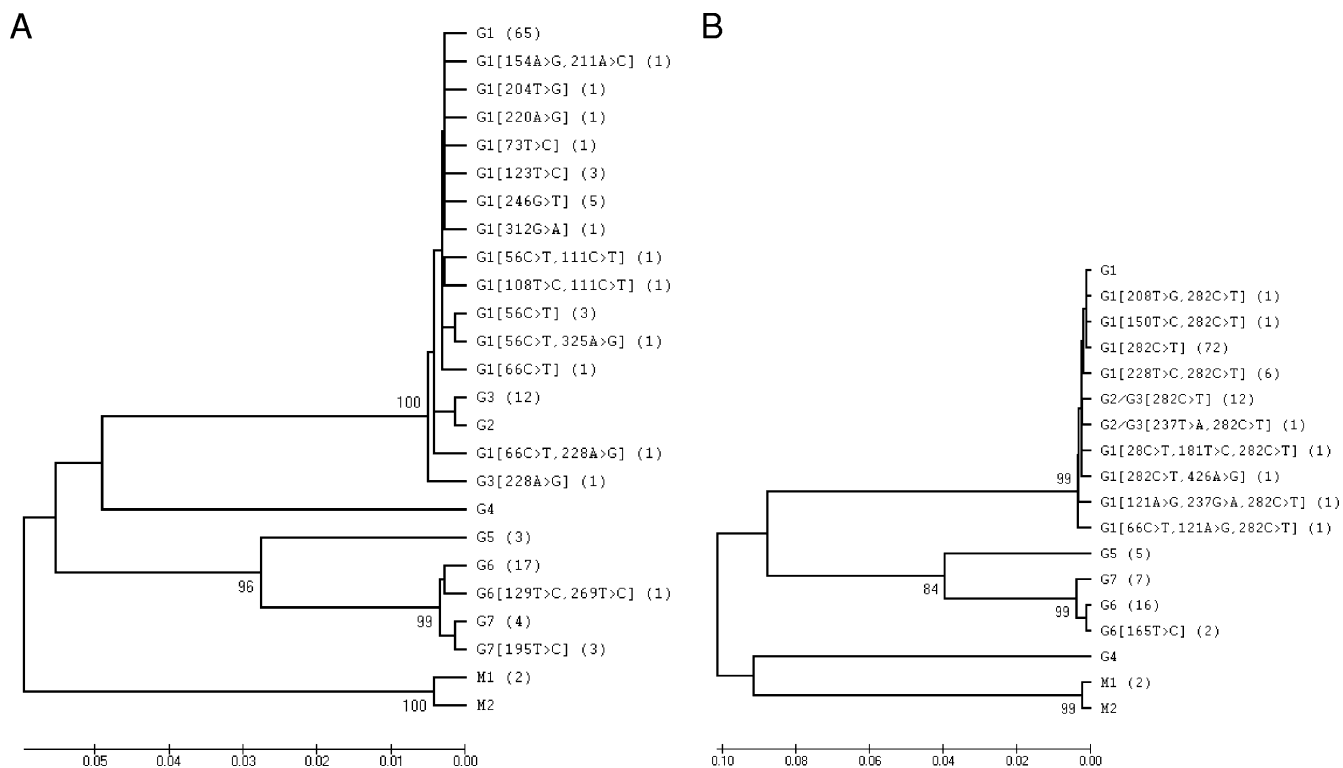 A
G1 (65)
G1[154A>G,211A>C] (1)
G1[204T>G] (1)
G1[220A>G] (1)
G1[73T>C] (1)
G1[123T>C] (3)
G1[246G>T] (5)
G1[312G>A] (1)
G1[56C>T,111C>T] (1)
G1[108T>C,111C>T] (1)
G1[56C>T] (3)
G1[56C>T,325A>G] (1)
G1[66C>T] (1)
100
G3 (12)
G2
G1[66C>T,228A>G] (1)
G3[228A>G] (1)
G4
G5 (3)
96
G6 (17)
G6[129T>C,269T>C] (1)
99
G7 (4)
G7[195T>C] (3)
M1 (2)
100
M2
0.05 0.04 0.03 0.02 0.01 0.00
B
G1
G1[208T>G,282C>T] (1)
G1[150T>C,282C>T] (1)
G1[282C>T] (72)
G1[228T>C,282C>T] (6)
G2/G3[282C>T] (12)
G2/G3[237T>A,282C>T] (1)
G1[28C>T,181T>C,282C>T] (1)
99
G1[282C>T,426A>G] (1)
G1[121A>G,237G>A,282C>T] (1)
G1[66C>T,121A>G,282C>T] (1)
G5 (5)
84
G7 (7)
99
G6 (16)
G6[165T>C] (2)
G4
M1 (2)
99
M2
0.10 0.08 0.06 0.04 0.02 0.00